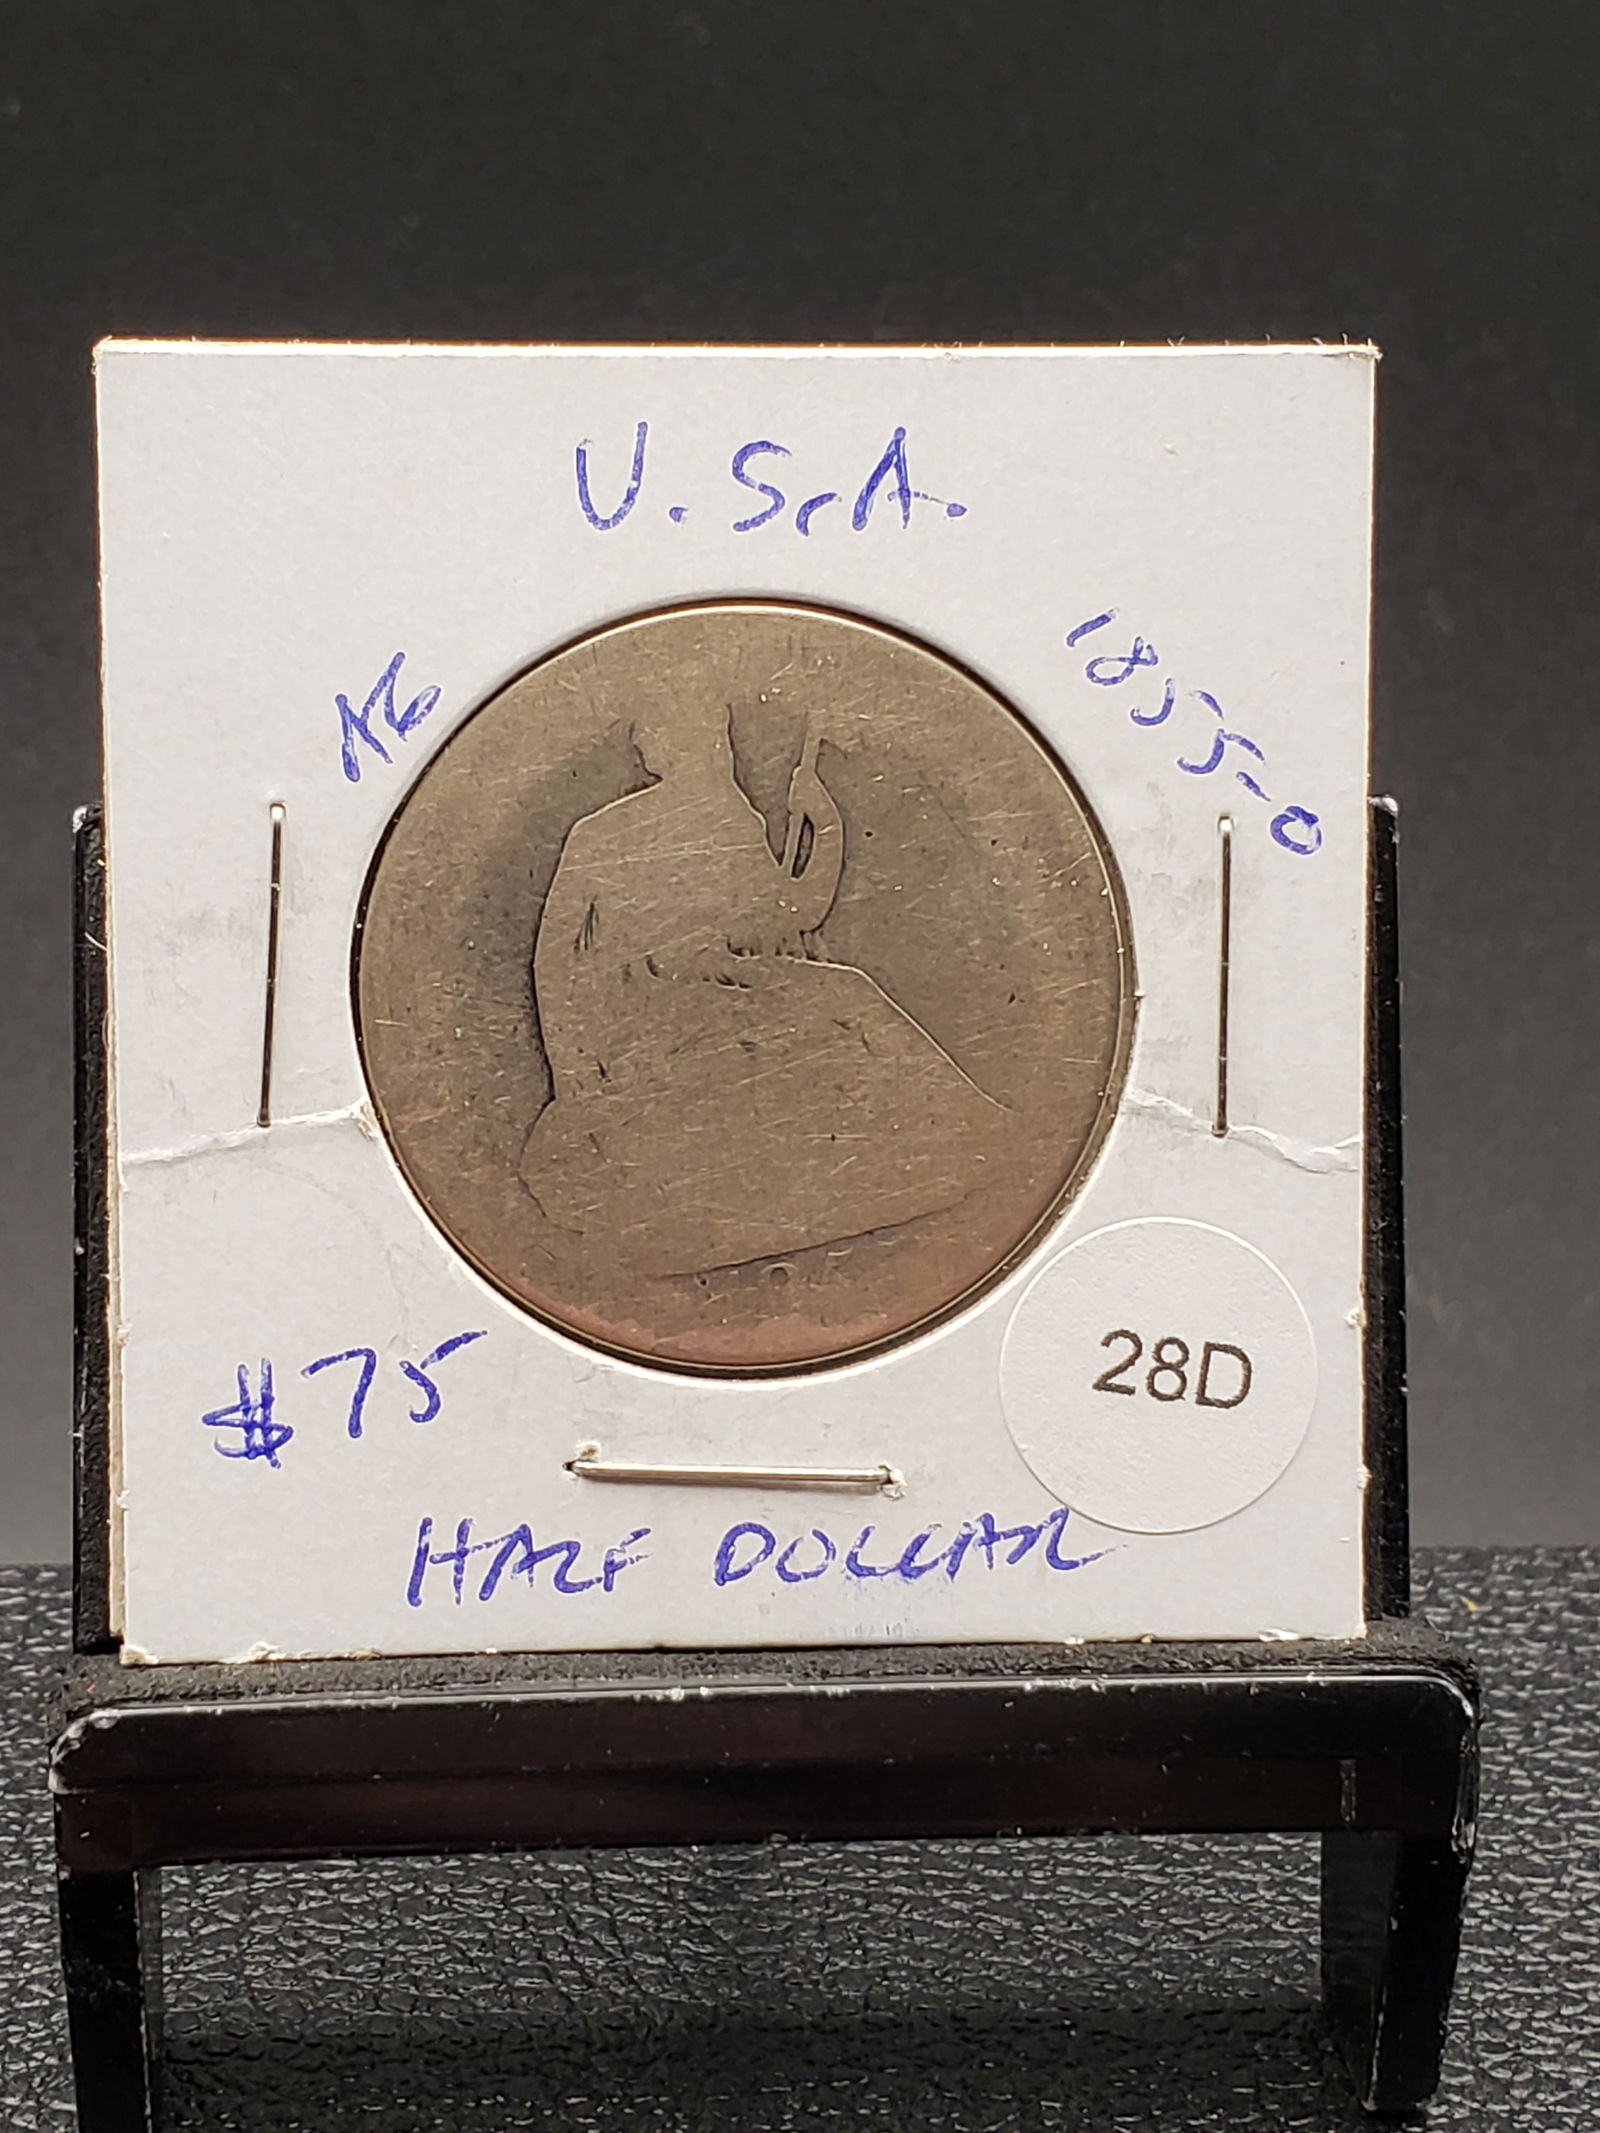 U.S.A.
AG
1855-O
$75
28D
HALF DOLLAR